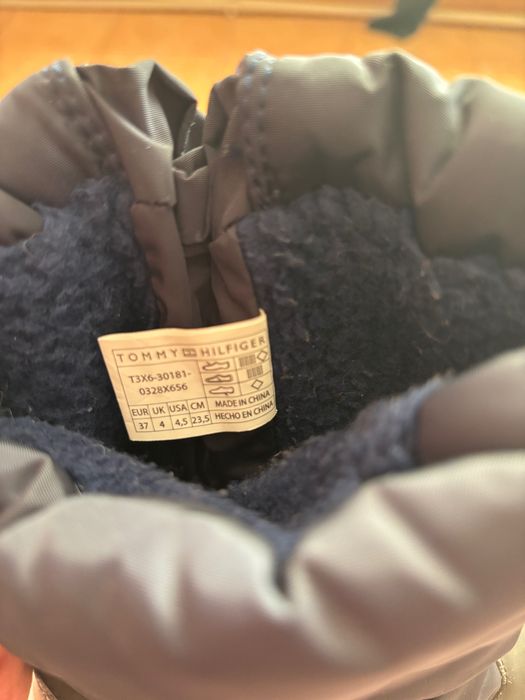 TOMMY HILFIGER
T3X6-30181-
0328X656
EUR UK USA CM
37 4 4,5 23,5
MADE IN CHINA
HECHO EN CHINA